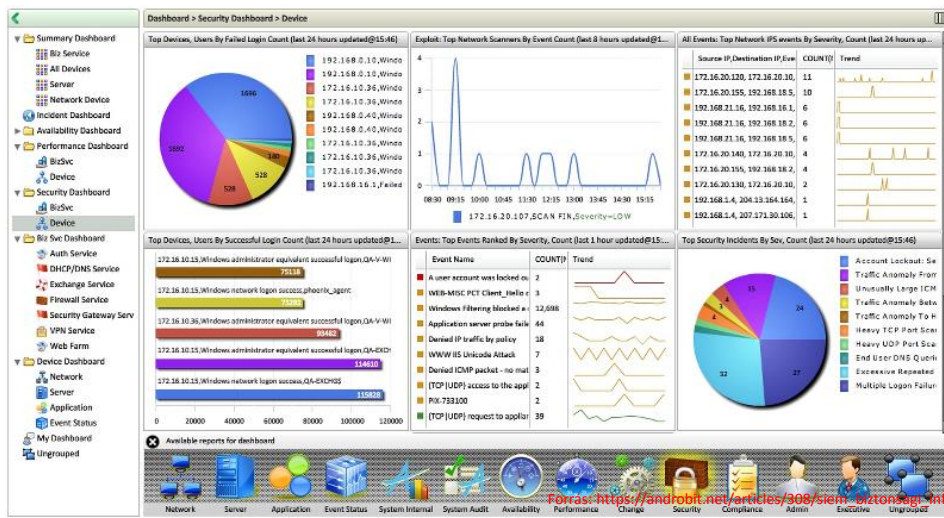 Dashboard > Security Dashboard > Device
Summary Dashboard
Biz Service
All Devices
Server
Network Device
Incident Dashboard
Availability Dashboard
Performance Dashboard
BizSvc
Device
Security Dashboard
BizSvc
Device
Biz Svc Dashboard
Auth Service
DHCP/DNS Service
Exchange Service
Firewall Service
Security Gateway Serv
VPN Service
Web Farm
Device Dashboard
Network
Server
Application
Event Status
My Dashboard
Ungrouped
Top Devices, Users By Failed Login Count (last 24 hours updated@15:46)
1696
1692
528
528
140
192.168.0.10,Windo
192.168.0.10,Windo
172.16.10.36,Windo
172.16.10.36,Windo
192.168.0.40,Windo
192.168.0.40,Windo
172.16.10.36,Windo
172.16.10.36,Windo
172.16.10.36,Windo
192.168.16.1,Failed
Exploit: Top Network Scanners By Event Count (last 8 hours updated@1...
4
3
2
1
0
08:30 09:15 10:00 10:45 11:30 12:15 13:00 13:45 14:30 15:15
172.16.20.107,SCAN FIN,Severity=LOW
All Events: Top Network IPS events By Severity, Count (last 24 hours up...
Source IP,Destination IP,Eve COUNT(M Trend
172.16.20.120, 172.16.20.10, 11
172.16.20.155, 192.168.18.5, 10
192.168.21.16, 192.168.16.1, 6
192.168.21.16, 192.168.18.2, 6
192.168.21.16, 192.168.18.5, 6
172.16.20.140, 172.16.20.10, 4
172.16.20.155, 192.168.18.2, 4
172.16.20.130, 172.16.20.10, 2
192.168.1.4, 204.13.164.164, 1
192.168.1.4, 207.171.30.106, 1
Top Devices, Users By Successful Login Count (last 24 hours updated@1...
172.16.10.15,Windows administrator equivalent successful logon,QA-V-WI
75118
172.16.10.15,Windows network logon success,phoenix_agent
172.16.10.36,Windows administrator equivalent successful logon,QA-V-WI
93482
172.16.10.15,Windows administrator equivalent successful logon,QA-EXCH
114610
172.16.10.15,Windows network logon success,QA-EXCHG$
115828
0 20000 40000 60000 80000 100000 120000
Events: Top Events Ranked By Severity, Count (last 1 hour updated@15:...
Event Name COUNT(M Trend
A user account was locked ou 2
WEB-MISC PCT Client_Hello o 3
Windows Filtering blocked a c 12,698
Application server probe faile 44
Denied IP traffic by policy 18
WWW IIS Unicode Attack 7
Denied ICMP packet - no mat 3
[TCP|UDP] access to the appl 2
PIX-733100 2
[TCP|UDP] request to appliar 39
Top Security Incidents By Sev, Count (last 24 hours updated@15:46)
24
15
1
3
4
32
27
Account Lockout: Se
Traffic Anomaly From
Unusually Large ICM
Traffic Anomaly Betw
Traffic Anomaly To H
Heavy TCP Port Scan
Heavy UDP Port Scan
End User DNS Queri
Excessive Repeated
Multiple Logon Failur
Available reports for dashboard
Network
Server
Application
Event Status
System Internal
System Audit
Availability
Performance
Change
Security
Compliance
Admin
Executive
Ungrouped
Forrás: https://androbit.net/articles/308/siem_biztonsagi_int